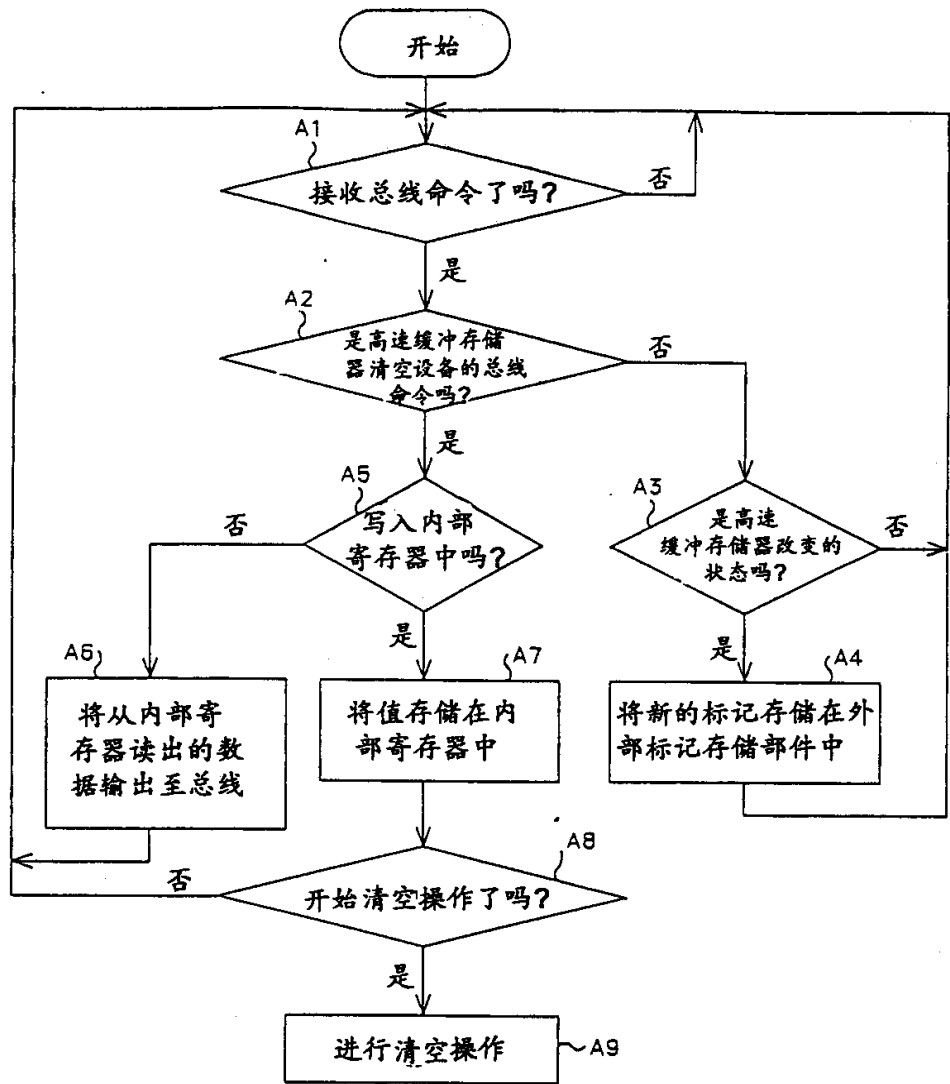 开始
A1
接收总线命令了吗?
否
是
A2
是高速缓冲存储
器清空设备的总线
命令吗?
否
是
A5
写入内部
寄存器中吗?
否
是
A3
是高速
缓冲存储器改变的
状态吗?
否
是
A6
将从内部寄
存器读出的数
据输出至总线
A7
将值存储在内
部寄存器中
A4
将新的标记存储在外
部标记存储部件中
A8
开始清空操作了吗?
否
是
进行清空操作
A9